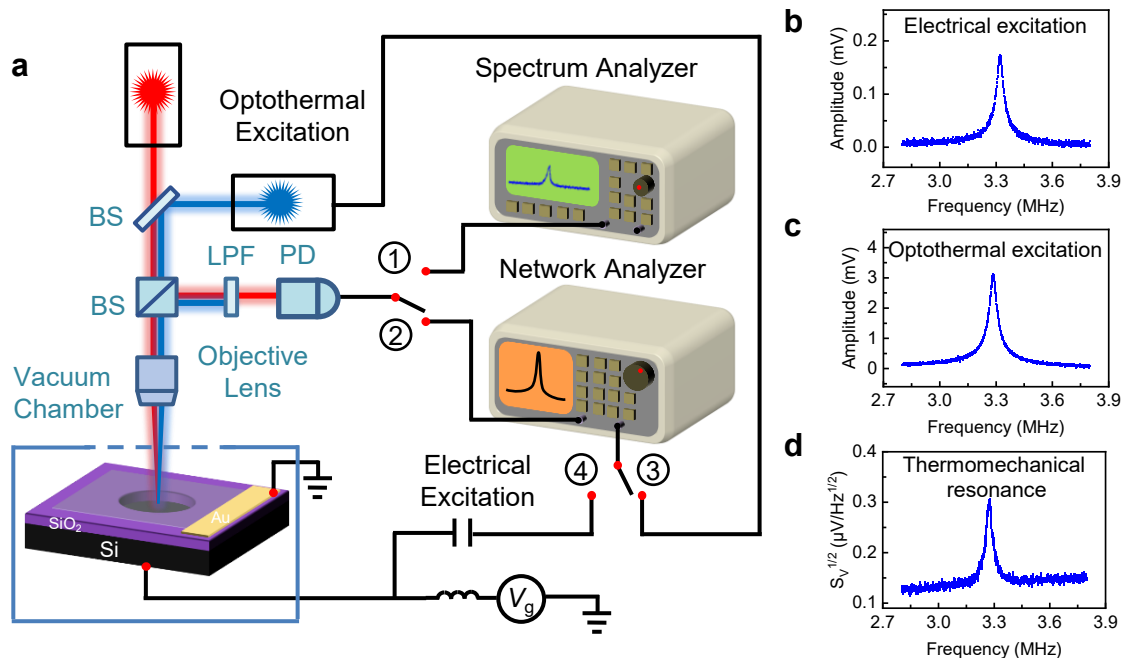 a
Optothermal
Excitation
Spectrum Analyzer
BS
LPF
PD
①
Network Analyzer
BS
②
Objective
Lens
Vacuum
Chamber
Electrical
Excitation
④
③
Au
SiO₂
Si
Vg
b
Electrical excitation
Amplitude (mV)
0.2
0.1
0.0
2.7 3.0 3.3 3.6 3.9
Frequency (MHz)
c
Optothermal excitation
Amplitude (mV)
4
3
2
1
0
2.7 3.0 3.3 3.6 3.9
Frequency (MHz)
d
Thermomechanical
resonance
S_V^1/2 (μV/Hz^1/2)
0.4
0.3
0.2
0.1
2.7 3.0 3.3 3.6 3.9
Frequency (MHz)